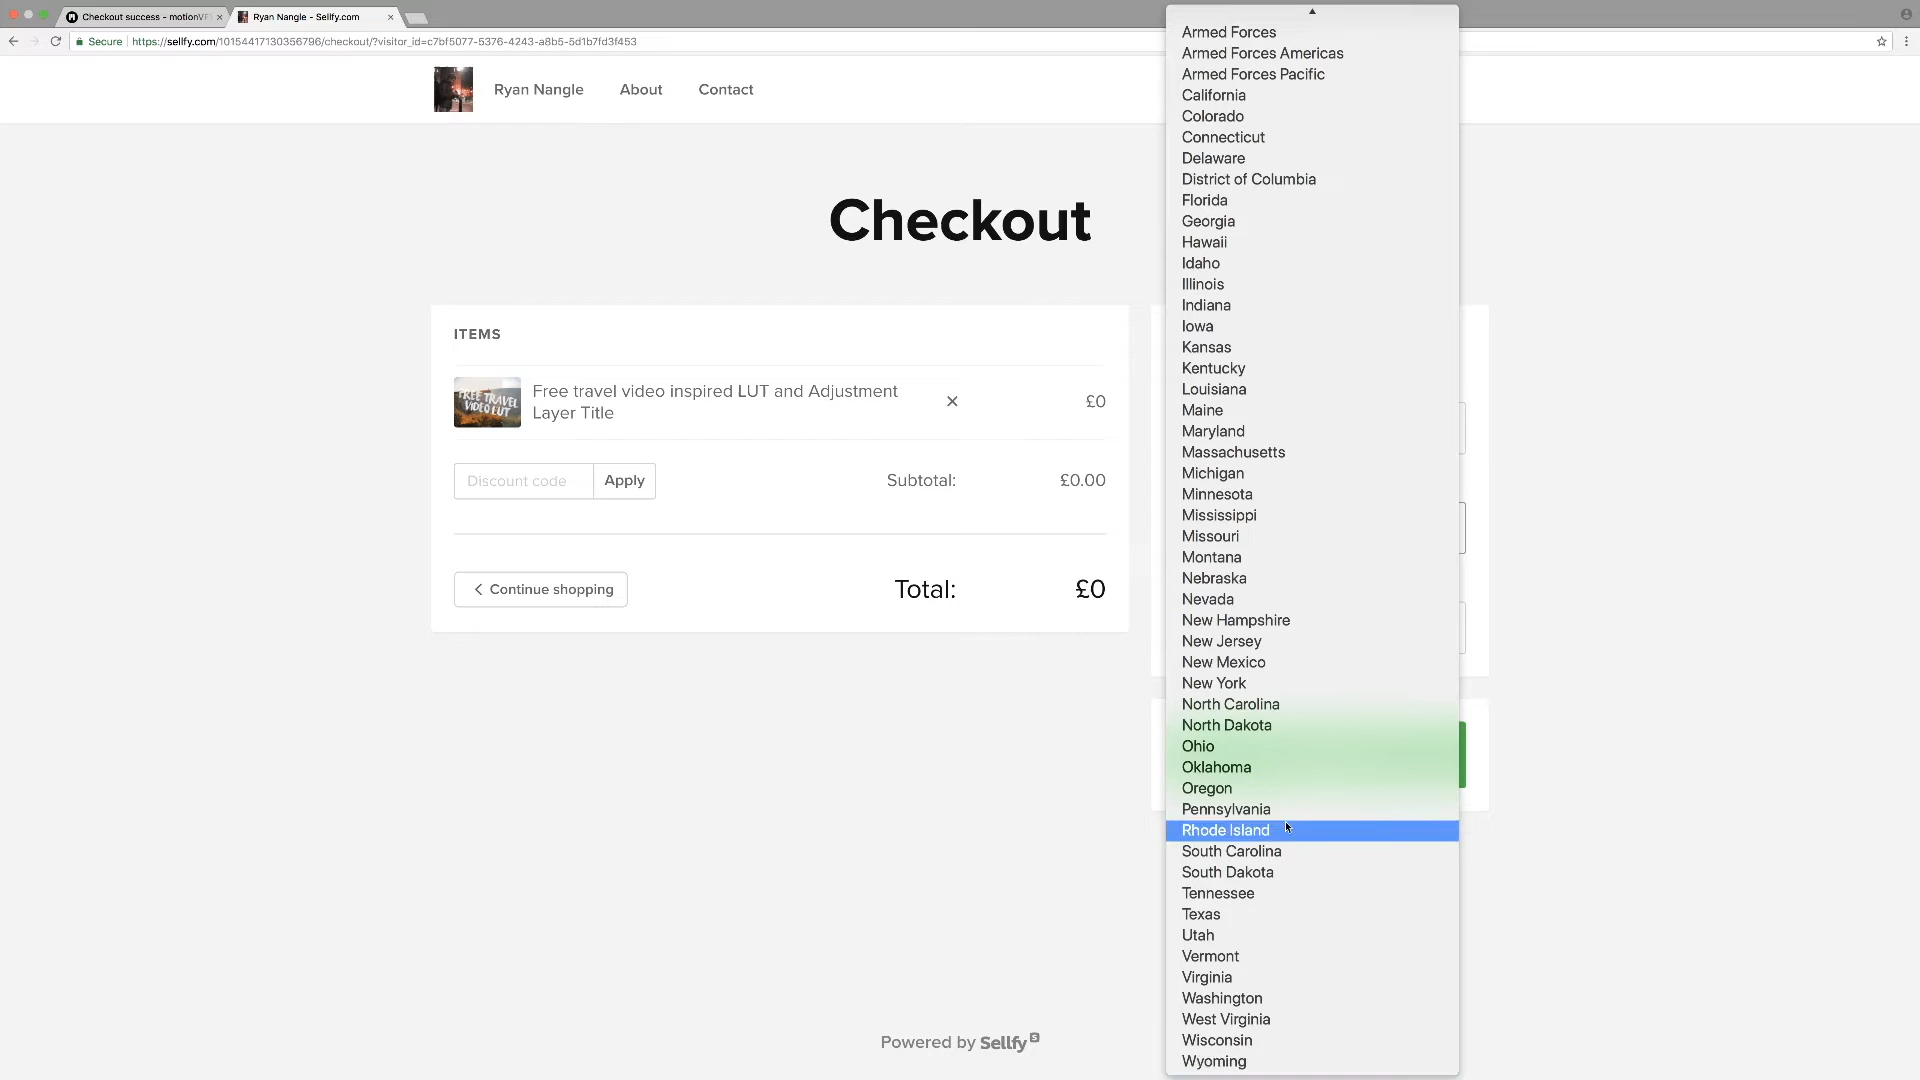 Checkout success - motionVF
Ryan Nangle - Sellfy.com
Secure https://sellfy.com/10154417130356796/checkout/?visitor_id=c7bf5077-5376-4243-a8b5-5d1b7fd3f453
Ryan Nangle About Contact
Checkout
ITEMS
FREE TRAVEL
VIDEO LUT
Free travel video inspired LUT and Adjustment
Layer Title
£0
Discount code Apply
Subtotal: £0.00
Continue shopping
Total: £0
Powered by Sellfy
Armed Forces
Armed Forces Americas
Armed Forces Pacific
California
Colorado
Connecticut
Delaware
District of Columbia
Florida
Georgia
Hawaii
Idaho
Illinois
Indiana
Iowa
Kansas
Kentucky
Louisiana
Maine
Maryland
Massachusetts
Michigan
Minnesota
Mississippi
Missouri
Montana
Nebraska
Nevada
New Hampshire
New Jersey
New Mexico
New York
North Carolina
North Dakota
Ohio
Oklahoma
Oregon
Pennsylvania
Rhode Island
South Carolina
South Dakota
Tennessee
Texas
Utah
Vermont
Virginia
Washington
West Virginia
Wisconsin
Wyoming